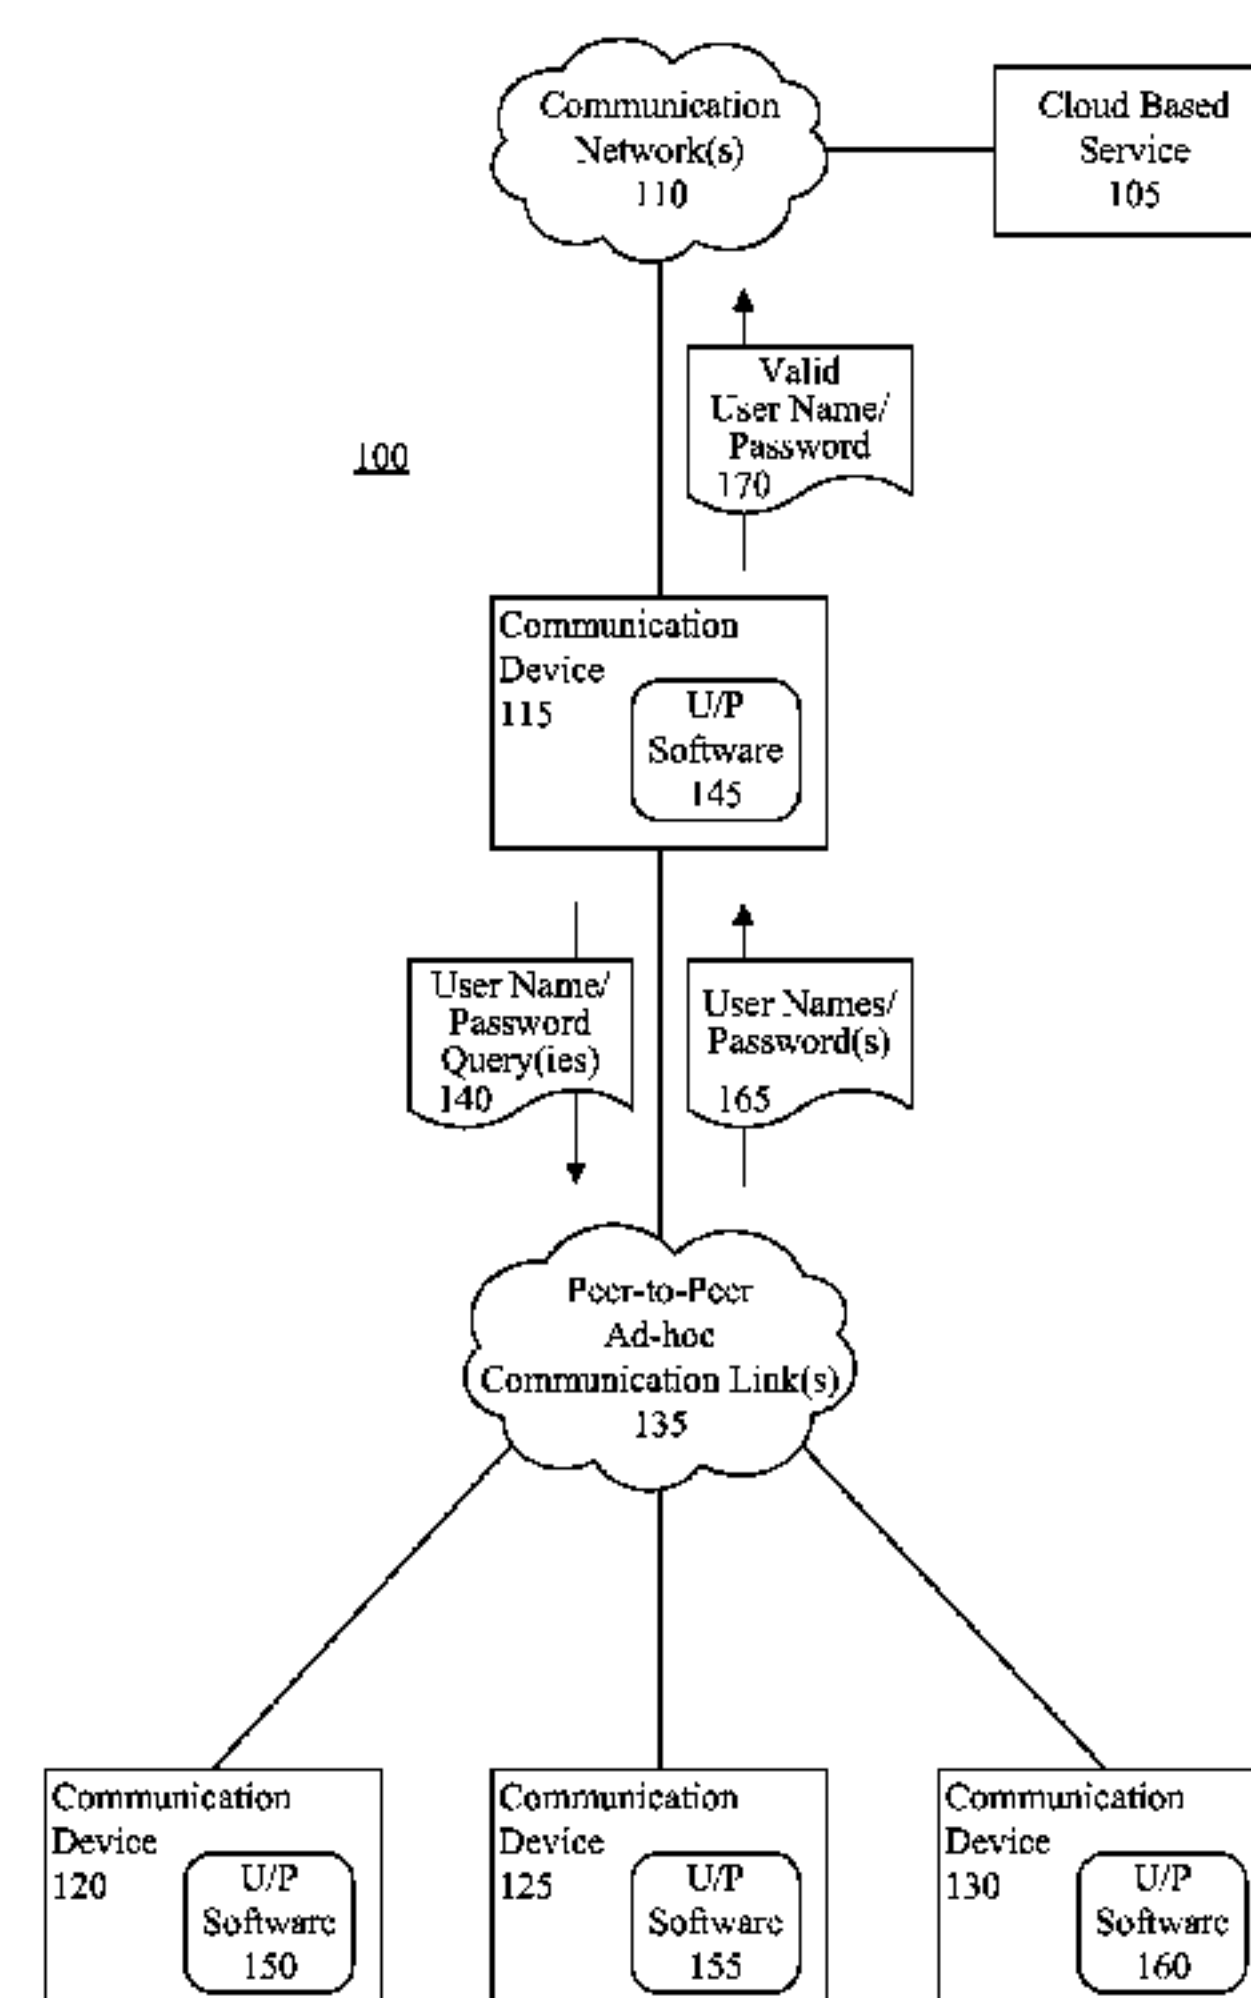 Communication
Network(s)
110
Cloud Based
Service
105
Valid
User Name/
Password
170
100
Communication
Device
115
U/P
Software
145
User Name/
Password
Query(ies)
140
User Names/
Password(s)
165
Peer-to-Peer
Ad-hoc
Communication Link(s)
135
Communication
Device
120
U/P
Software
150
Communication
Device
125
U/P
Software
155
Communication
Device
130
U/P
Software
160